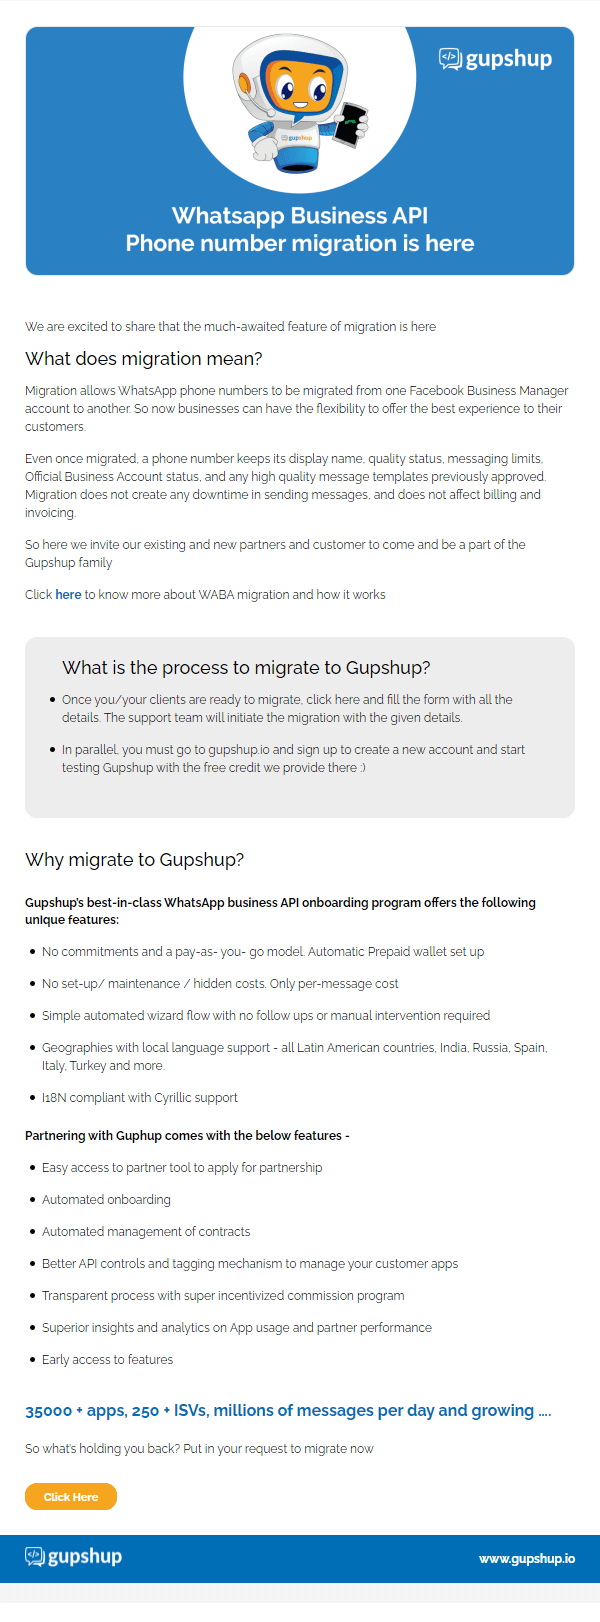 gupshup
gupshup
Whatsapp Business API
Phone number migration is here
We are excited to share that the much-awaited feature of migration is here
What does migration mean?
Migration allows WhatsApp phone numbers to be migrated from one Facebook Business Manager
account to another. So now businesses can have the flexibility to offer the best experience to their
customers.
Even once migrated, a phone number keeps its display name, quality status, messaging limits,
Official Business Account status, and any high quality message templates previously approved.
Migration does not create any downtime in sending messages, and does not affect billing and
invoicing.
So here we invite our existing and new partners and customer to come and be a part of the
Gupshup family
Click here to know more about WABA migration and how it works
What is the process to migrate to Gupshup?
• Once you/your clients are ready to migrate, click here and fill the form with all the
details. The support team will initiate the migration with the given details.
• In parallel, you must go to gupshup.io and sign up to create a new account and start
testing Gupshup with the free credit we provide there :)
Why migrate to Gupshup?
Gupshup's best-in-class WhatsApp business API onboarding program offers the following
unique features:
• No commitments and a pay-as- you- go model. Automatic Prepaid wallet set up
• No set-up/ maintenance / hidden costs. Only per-message cost
• Simple automated wizard flow with no follow ups or manual intervention required
• Geographies with local language support - all Latin American countries, India, Russia, Spain,
Italy, Turkey and more.
• I18N compliant with Cyrillic support
Partnering with Guphup comes with the below features -
• Easy access to partner tool to apply for partnership
• Automated onboarding
• Automated management of contracts
• Better API controls and tagging mechanism to manage your customer apps
• Transparent process with super incentivized commission program
• Superior insights and analytics on App usage and partner performance
• Early access to features
35000 + apps, 250 + ISVs, millions of messages per day and growing ....
So what's holding you back? Put in your request to migrate now
Click Here
gupshup
www.gupshup.io